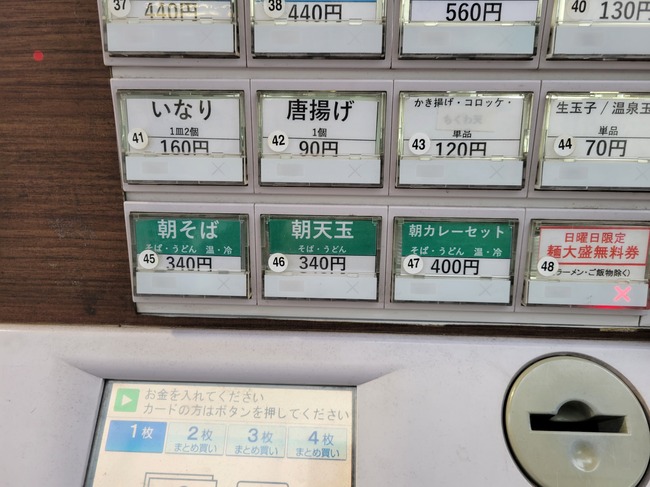 37 440円
38 440円
560円
40 130円
いなり
1皿2個
41 160円
唐揚げ
1個
42 90円
かき揚げ・コロッケ・
ちくわ天
単品
43 120円
生玉子/温泉玉
単品
44 70円
朝そば
そば・うどん 温・冷
45 340円
朝天玉
そば・うどん
46 340円
朝カレーセット
そば・うどん 温・冷
47 400円
日曜日限定
麺大盛無料券
48 ラーメン・ご飯物除く)
お金を入れてください
カードの方はボタンを押してください
1枚
2枚
まとめ買い
3枚
まとめ買い
4枚
まとめ買い